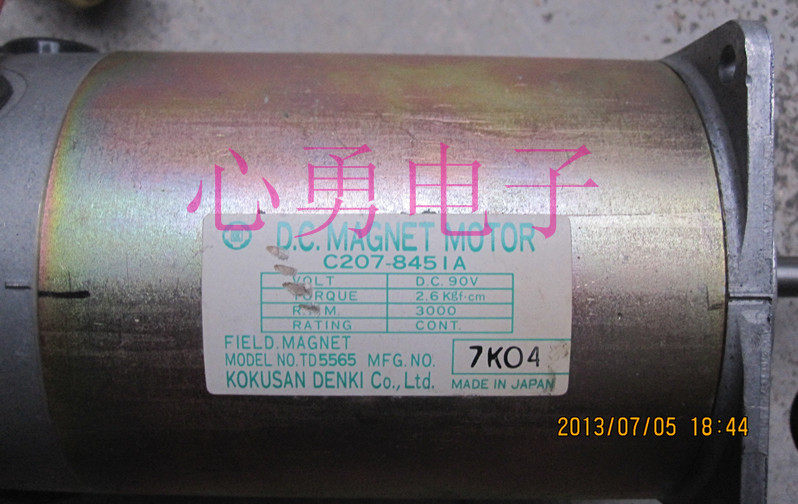 心勇电子
D.C. MAGNET MOTOR
C207-8451A
VOLT D.C. 90V
TORQUE 2.6 Kgf·cm
R.P.M. 3000
RATING CONT.
FIELD. MAGNET
MODEL NO. TD5565 MFG. NO. 7K04
KOKUSAN DENKI Co., Ltd. MADE IN JAPAN
2013/07/05 18:44